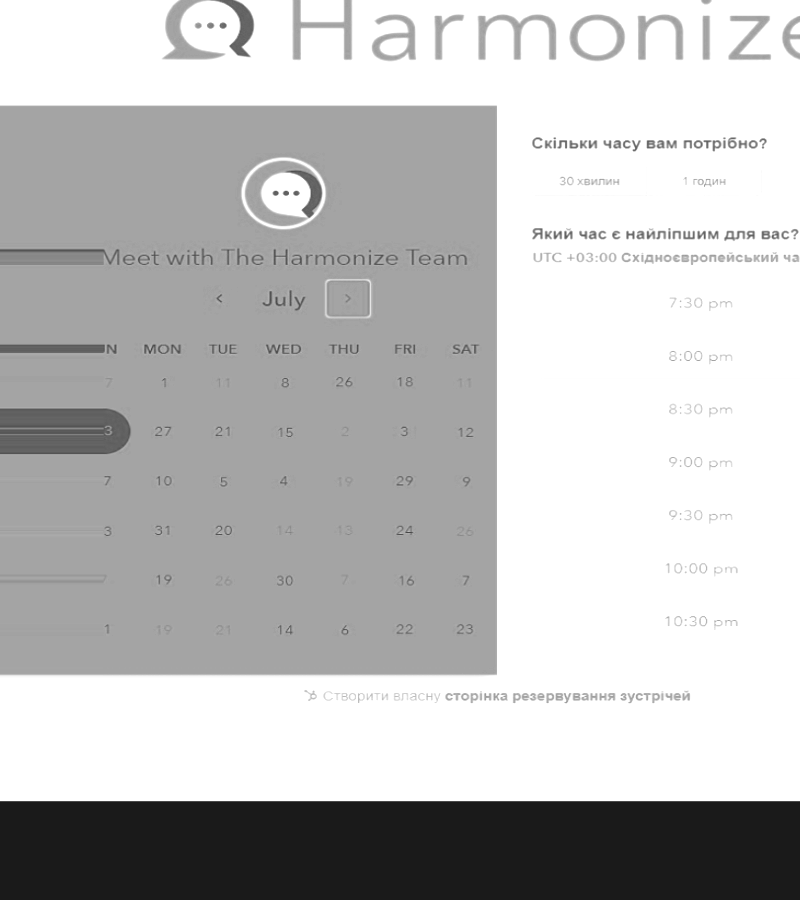 Harmonize
Meet with The Harmonize Team
July
N MON TUE WED THU FRI SAT
7 1 11 8 26 18 11
3 27 21 15 2 3 12
7 10 5 4 19 29 9
3 31 20 14 13 24 26
7 19 26 30 7 16 7
1 19 21 14 6 22 23
Скільки часу вам потрібно?
30 хвилин 1 годин
Який час є найліпшим для вас?
UTC +03:00 Східноєвропейський ча
7:30 pm
8:00 pm
8:30 pm
9:00 pm
9:30 pm
10:00 pm
10:30 pm
Створити власну сторінка резервування зустрічей